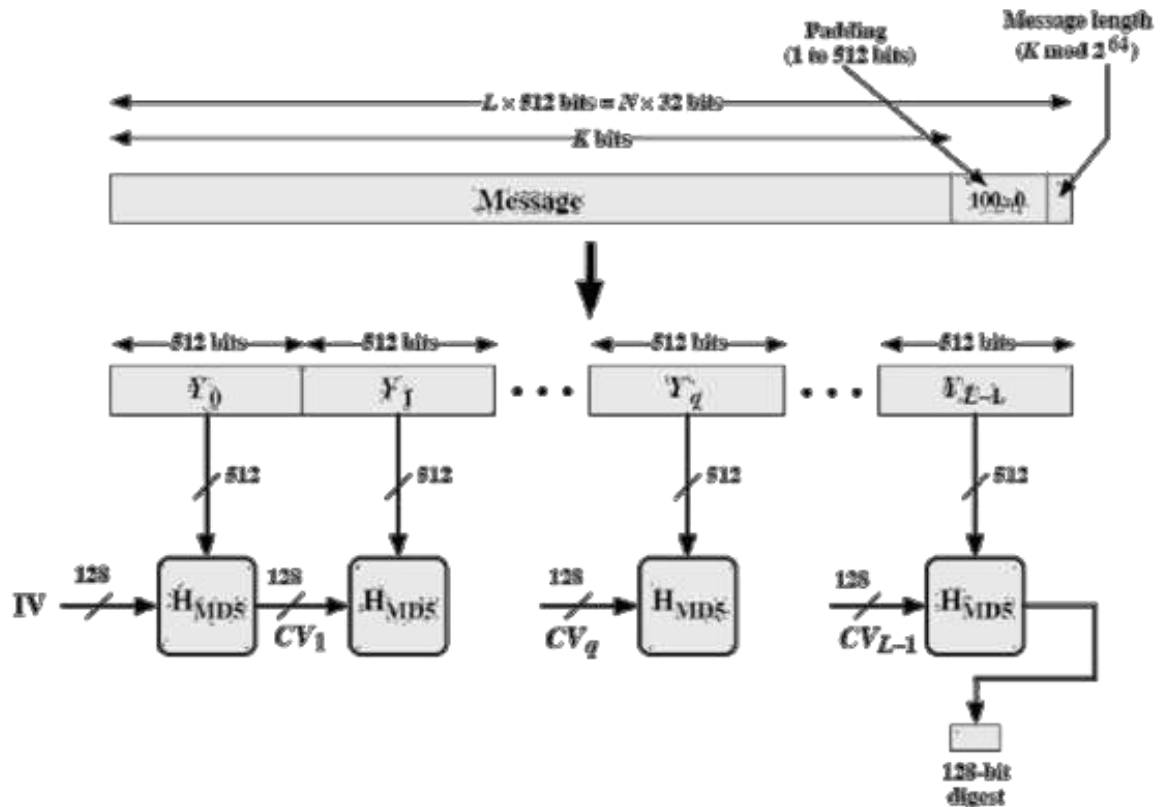 Padding
(1 to 512 bits)
Message length
(K mod 2^64)
L × 512 bits = N × 32 bits
K bits
Message
100...0
512 bits
512 bits
512 bits
512 bits
Y0
Y1
• • •
Yq
• • •
YL-1
512
512
512
512
IV
128
HMD5
128
CV1
HMD5
128
CVq
HMD5
128
CVL-1
HMD5
128-bit
digest